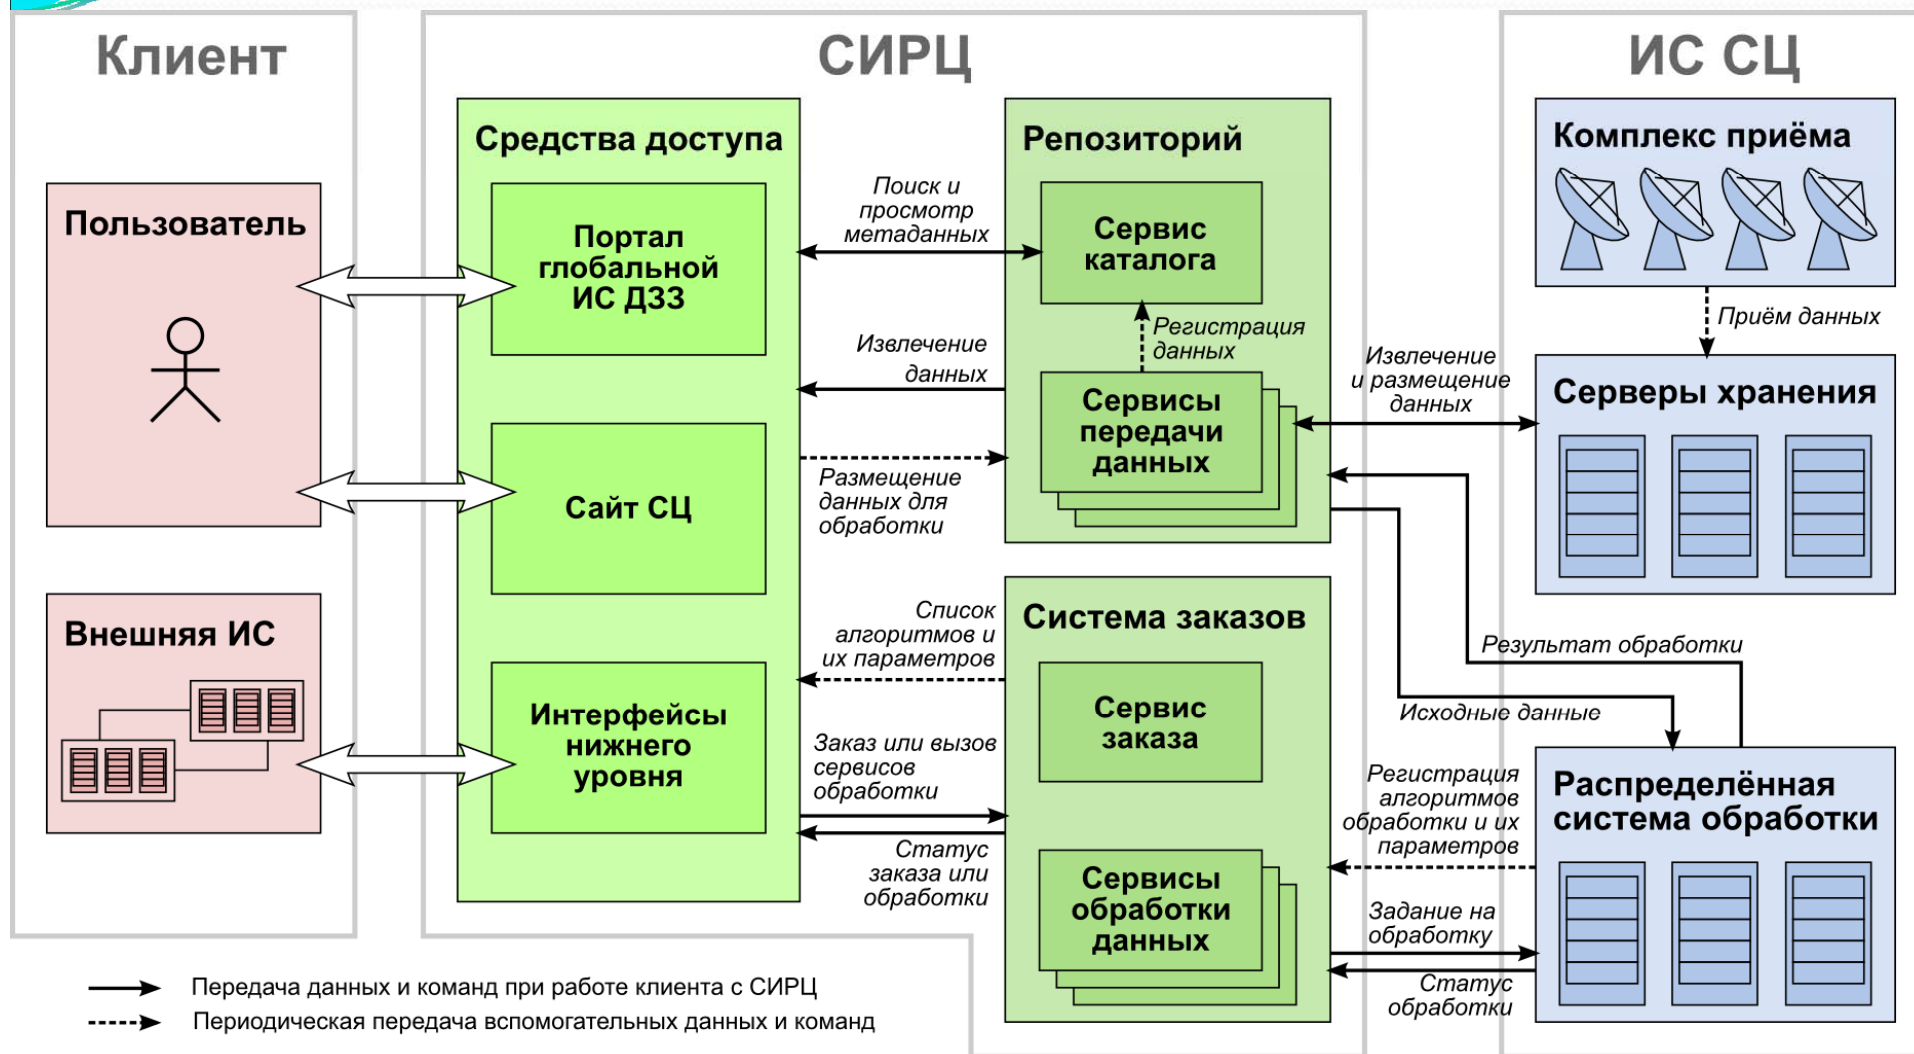 Клиент
СИРЦ
ИС СЦ
Пользователь
Внешняя ИС
Средства доступа
Портал
глобальной
ИС ДЗЗ
Сайт СЦ
Интерфейсы
нижнего
уровня
Поиск и
просмотр
метаданных
Извлечение
данных
Размещение
данных для
обработки
Список
алгоритмов и
их параметров
Заказ или вызов
сервисов
обработки
Статус
заказа или
обработки
Репозиторий
Сервис
каталога
Регистрация
данных
Сервисы
передачи
данных
Система заказов
Сервис
заказа
Сервисы
обработки
данных
Извлечение
и размещение
данных
Результат обработки
Исходные данные
Регистрация
алгоритмов
обработки и их
параметров
Задание на
обработку
Статус
обработки
Комплекс приёма
Приём данных
Серверы хранения
Распределённая
система обработки
Передача данных и команд при работе клиента с СИРЦ
Периодическая передача вспомогательных данных и команд